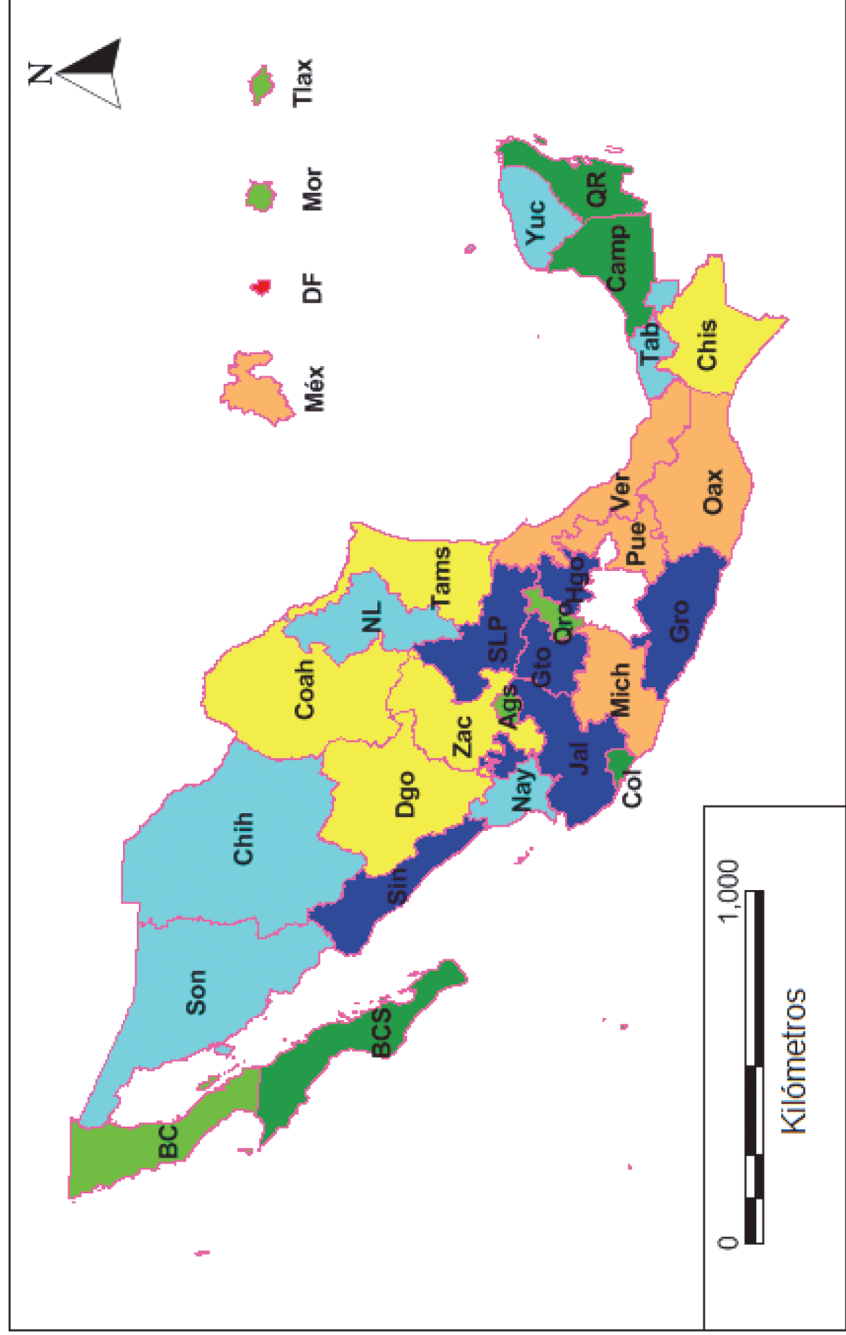 N
Tlax
Mor
DF
Méx
BC
Son
BCS
Chih
Sin
Dgo
Coah
NL
Tams
Zac
Nay
Ags
SLP
Jal
Gto
Qro
Hgo
Col
Mich
Gro
Pue
Ver
Oax
Tab
Chis
Camp
Yuc
QR
0
1,000
Kilómetros